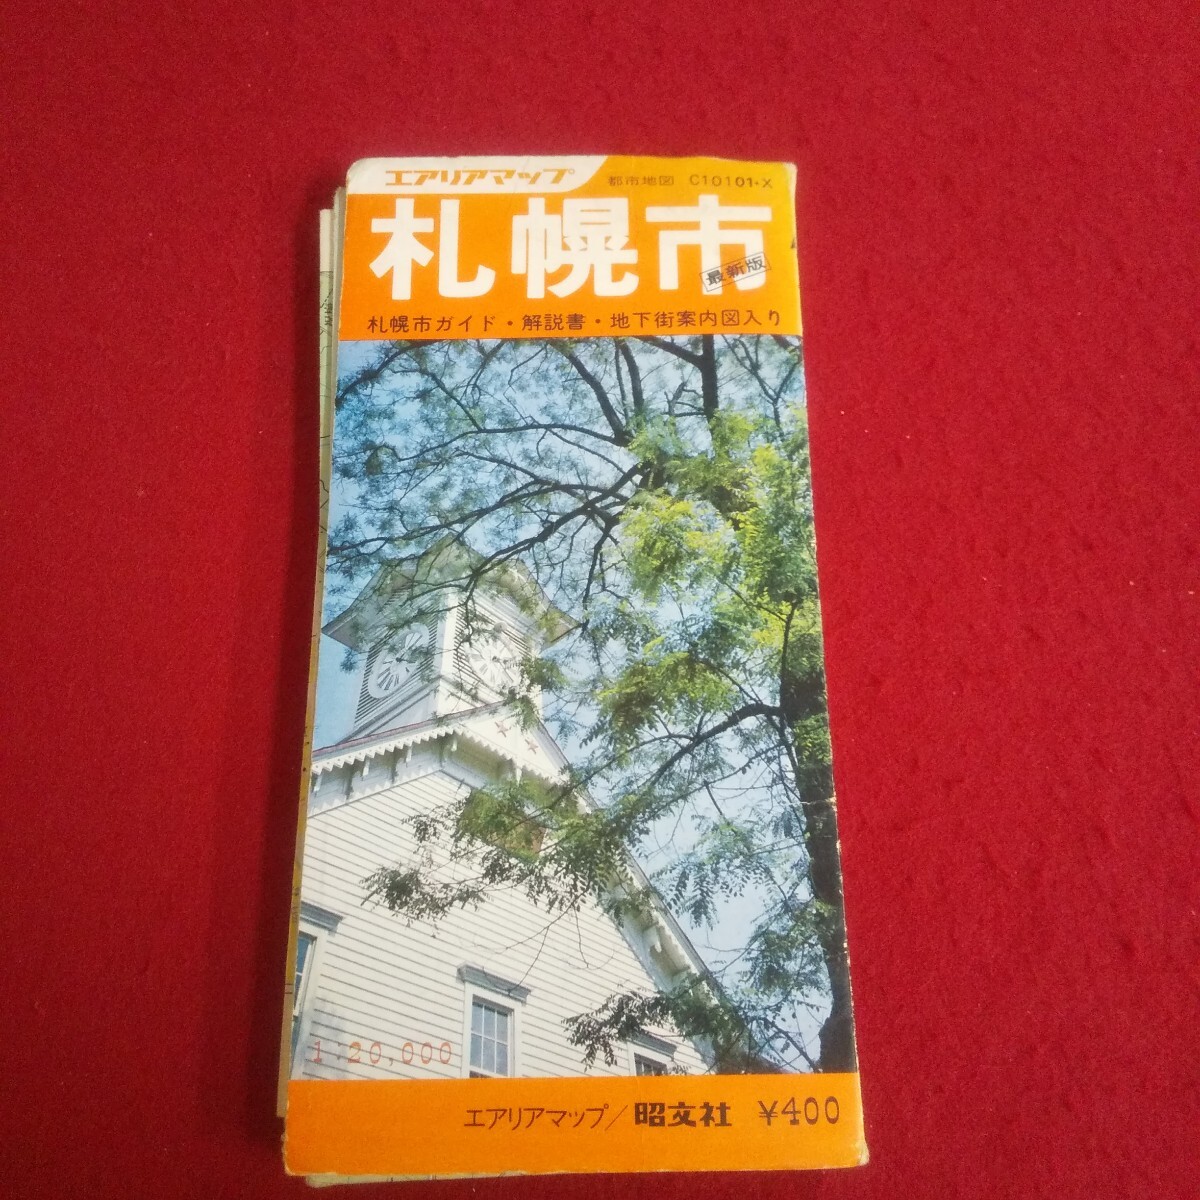 エアリアマップ 都市地図 C10101・X
札幌市
最新版
札幌市ガイド・解説書・地下街案内図入り
1:20,000
エアリアマップ/昭文社 ¥400